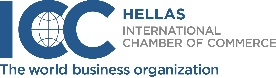 ICC HELLAS
INTERNATIONAL
CHAMBER OF COMMERCE
The world business organization